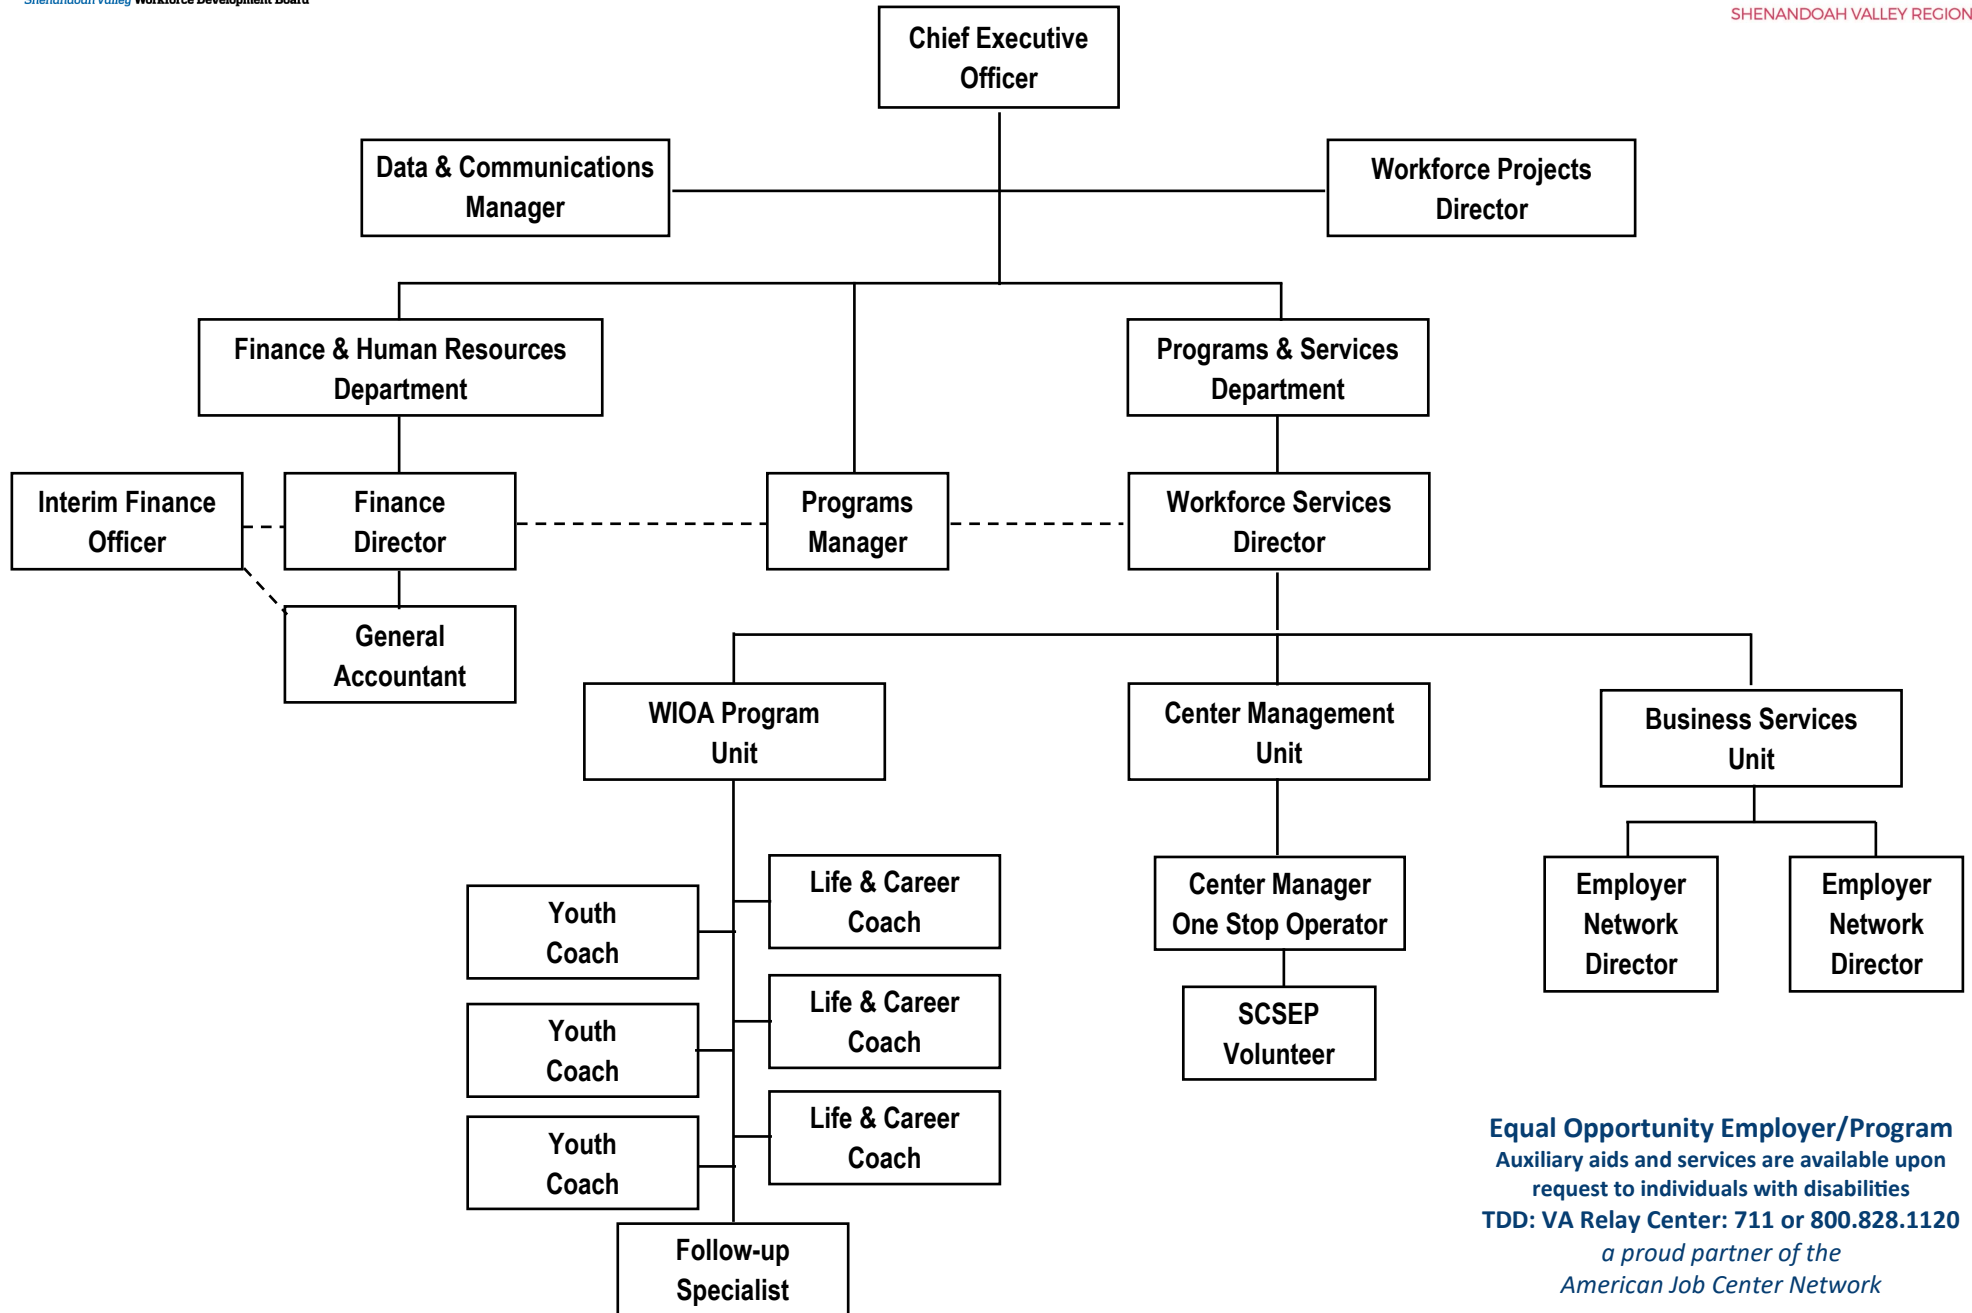 Shenandoah Valley Workforce Development Board
SHENANDOAH VALLEY REGION
Chief Executive
Officer
Data & Communications
Manager
Workforce Projects
Director
Finance & Human Resources
Department
Programs & Services
Department
Interim Finance
Officer
Finance
Director
Programs
Manager
Workforce Services
Director
General
Accountant
WIOA Program
Unit
Center Management
Unit
Business Services
Unit
Youth
Coach
Life & Career
Coach
Youth
Coach
Life & Career
Coach
Youth
Coach
Life & Career
Coach
Follow-up
Specialist
Center Manager
One Stop Operator
SCSEP
Volunteer
Employer
Network
Director
Employer
Network
Director
Equal Opportunity Employer/Program
Auxiliary aids and services are available upon
request to individuals with disabilities
TDD: VA Relay Center: 711 or 800.828.1120
a proud partner of the
American Job Center Network